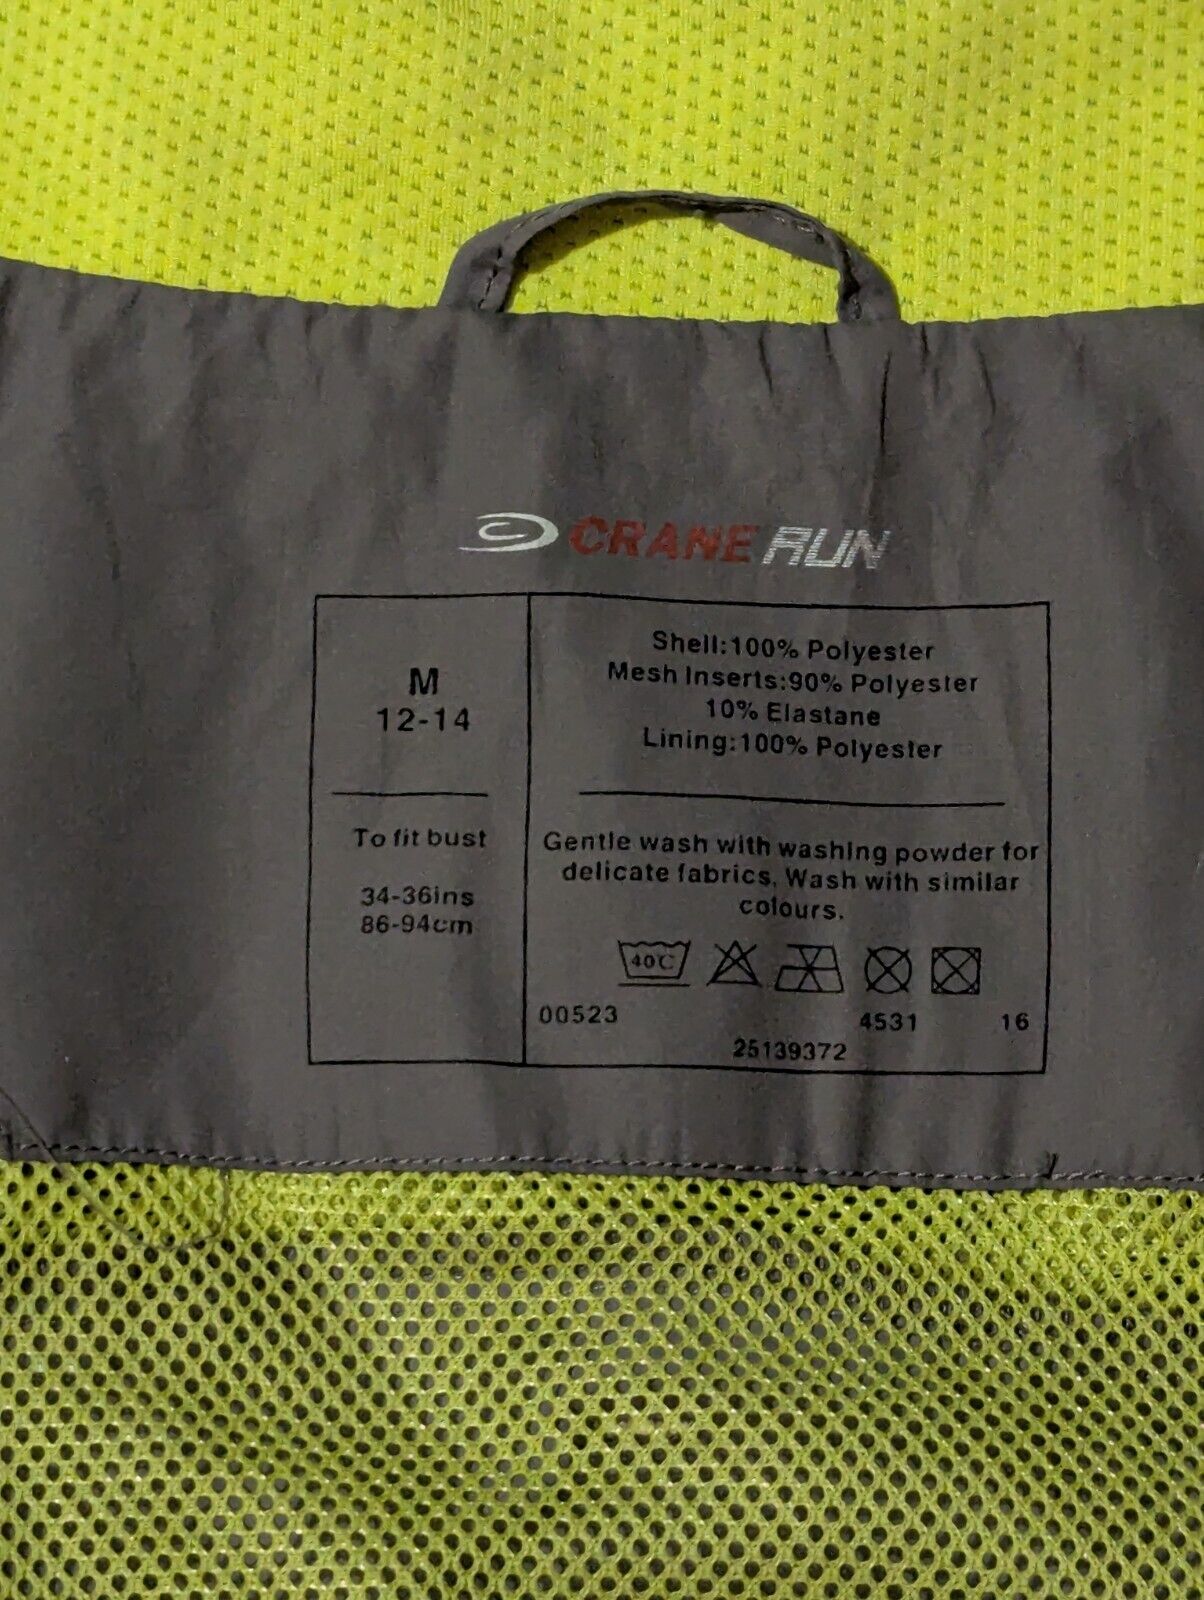 CRANE RUN
M
12-14
To fit bust
34-36ins
86-94cm
Shell:100% Polyester
Mesh Inserts:90% Polyester
10% Elastane
Lining:100% Polyester
Gentle wash with washing powder for
delicate fabrics, Wash with similar
colours.
40C
00523 4531 16
25139372